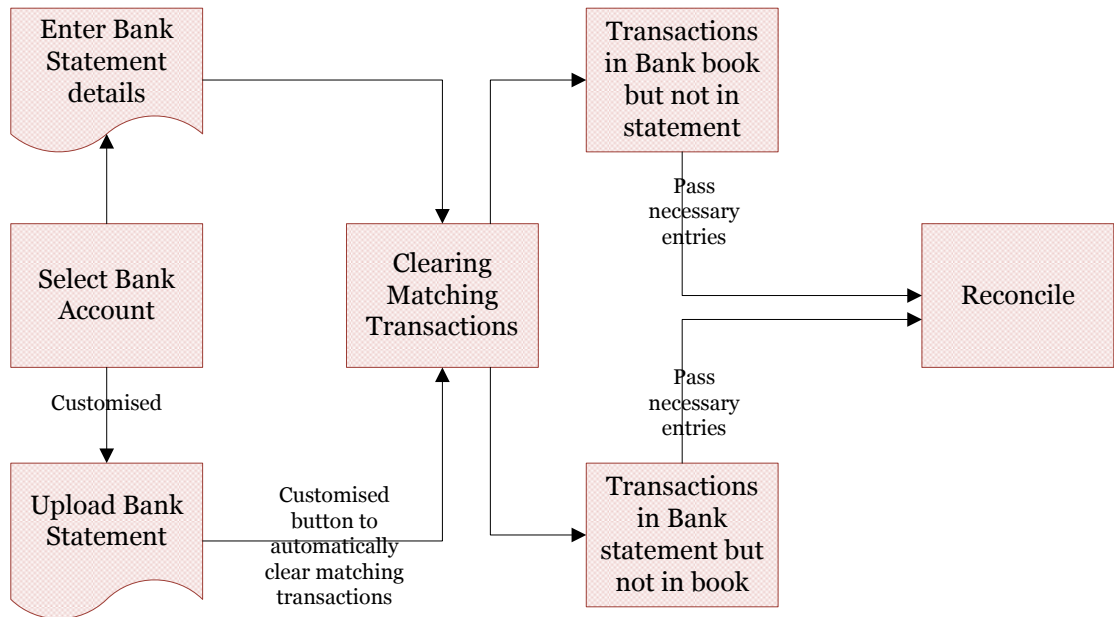 Enter Bank
Statement
details
Transactions
in Bank book
but not in
statement
Pass
necessary
entries
Select Bank
Account
Clearing
Matching
Transactions
Reconcile
Customised
Pass
necessary
entries
Upload Bank
Statement
Customised
button to
automatically
clear matching
transactions
Transactions
in Bank
statement but
not in book